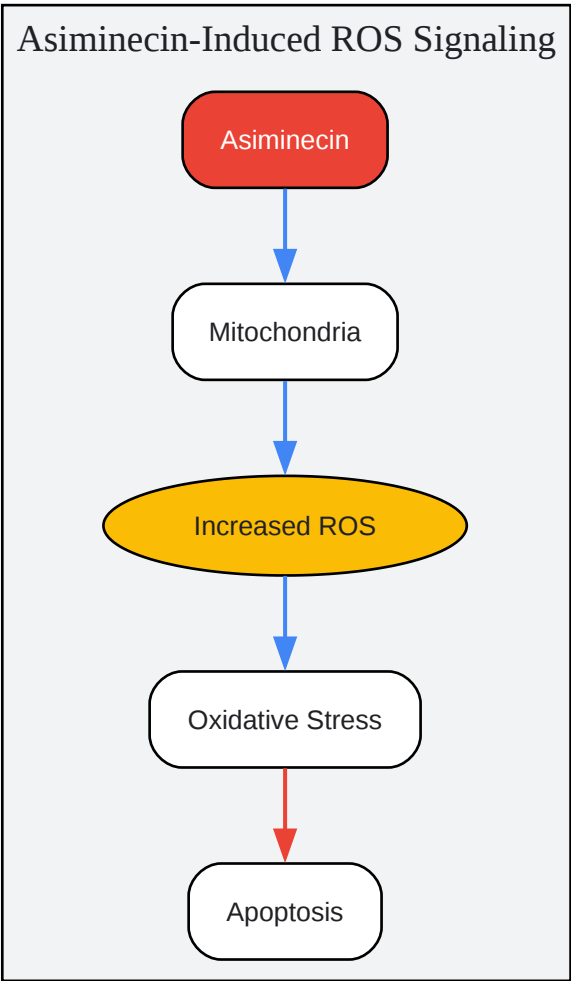 Asiminecin-Induced ROS Signaling
Asiminecin
Mitochondria
Increased ROS
Oxidative Stress
Apoptosis